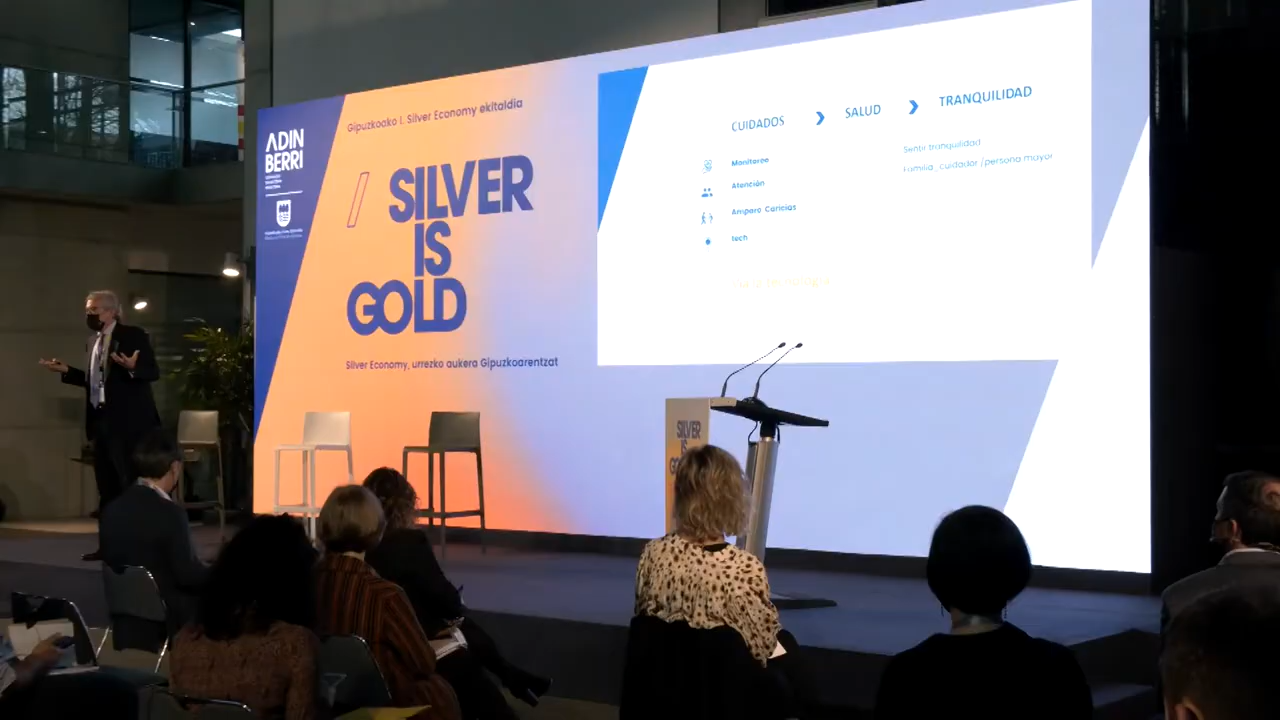 ADIN
BERRI
Gipuzkoako I. Silver Economy ekitaldia
/ SILVER
IS
GOLD
Silver Economy, urrezko aukera Gipuzkoarentzat
CUIDADOS › SALUD › TRANQUILIDAD
Monitoreo
Atención
Amparo Caricias
tech
Sentir tranquilidad
Familia, cuidador /persona mayor
SILVER
IS